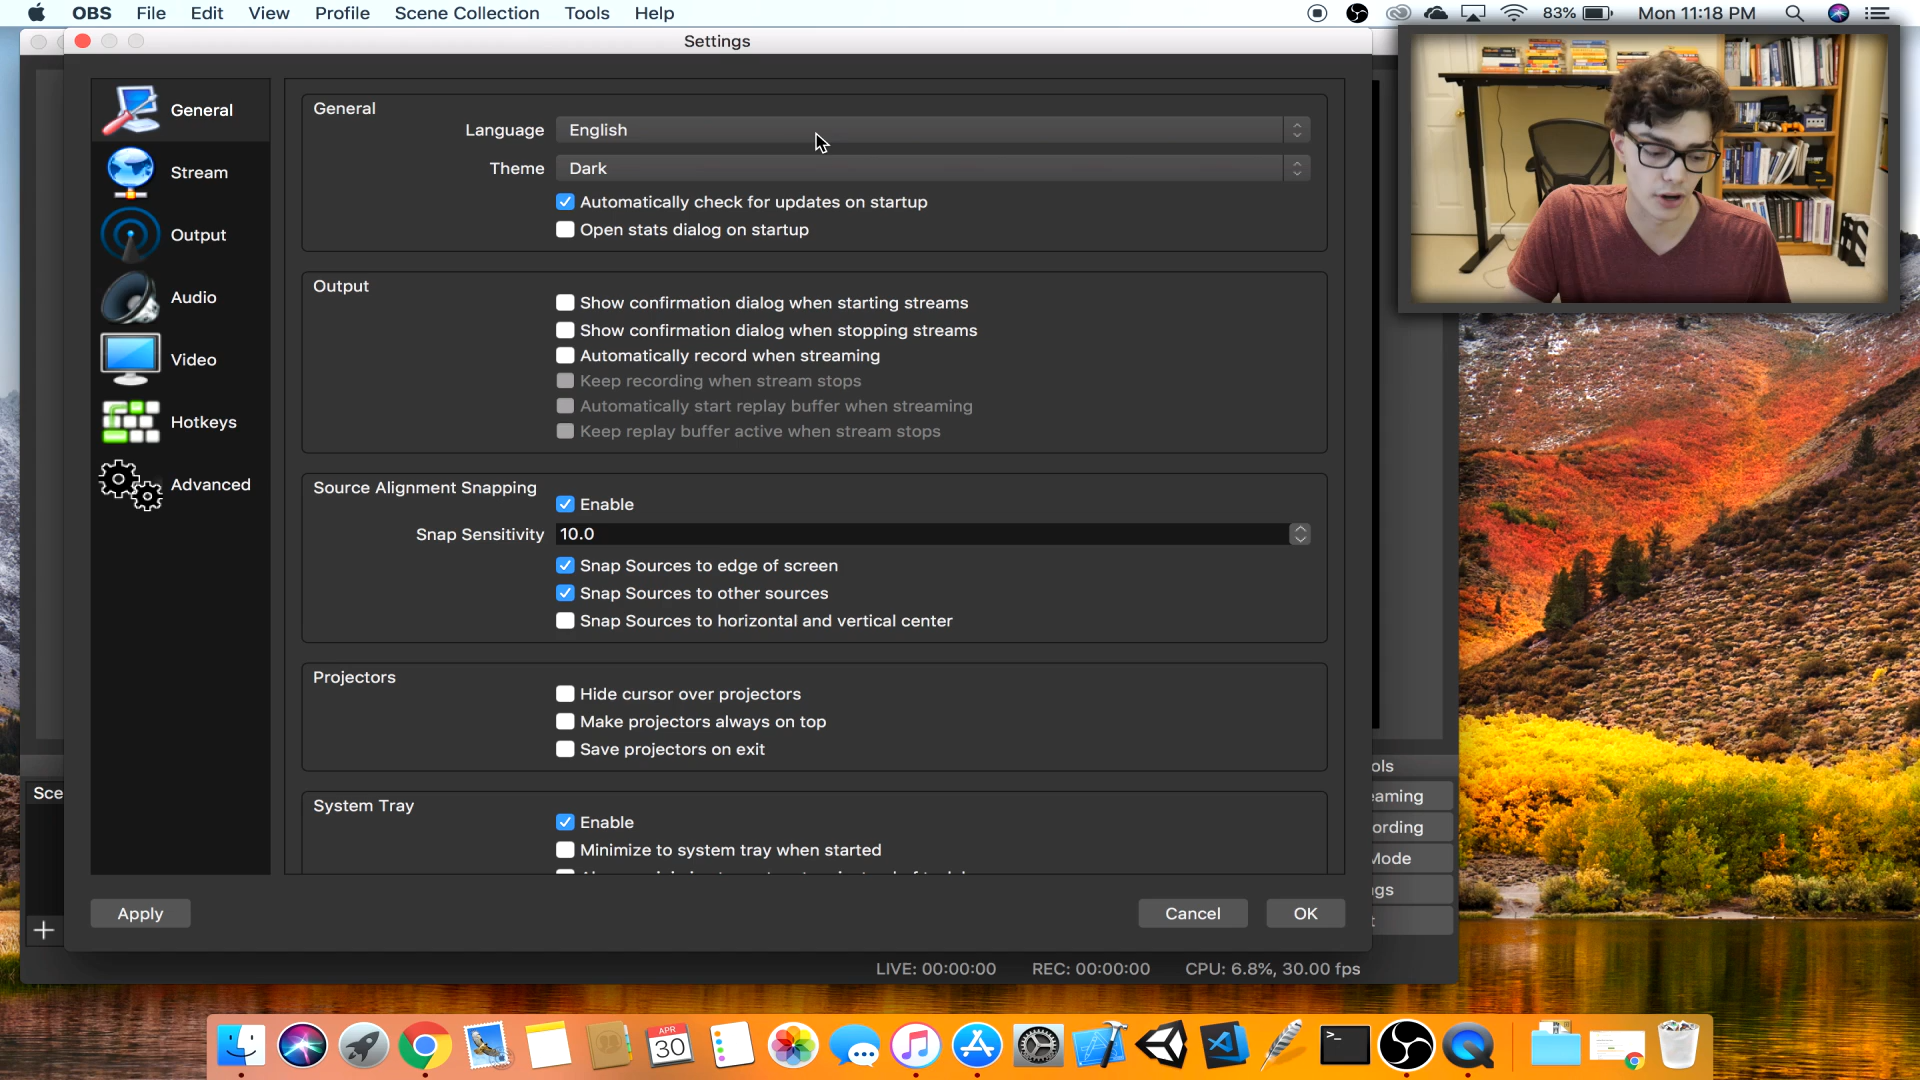 OBS File Edit View Profile Scene Collection Tools Help 83% Mon 11:18 PM
Settings
General
Stream
Output
Audio
Video
Hotkeys
Advanced
General
Language English
Theme Dark
Automatically check for updates on startup
Open stats dialog on startup
Output
Show confirmation dialog when starting streams
Show confirmation dialog when stopping streams
Automatically record when streaming
Keep recording when stream stops
Automatically start replay buffer when streaming
Keep replay buffer active when stream stops
Source Alignment Snapping
Enable
Snap Sensitivity 10.0
Snap Sources to edge of screen
Snap Sources to other sources
Snap Sources to horizontal and vertical center
Projectors
Hide cursor over projectors
Make projectors always on top
Save projectors on exit
System Tray
Enable
Minimize to system tray when started
Apply Cancel OK
Sce
ols
eaming
ording
Mode
gs
t
LIVE: 00:00:00 REC: 00:00:00 CPU: 6.8%, 30.00 fps
APR
30